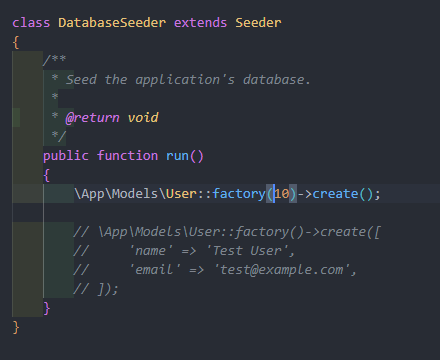 class DatabaseSeeder extends Seeder
{
    /**
     * Seed the application's database.
     *
     * @return void
     */
    public function run()
    {
        \App\Models\User::factory(10)->create();

        // \App\Models\User::factory()->create([
        //     'name' => 'Test User',
        //     'email' => 'test@example.com',
        // ]);
    }
}